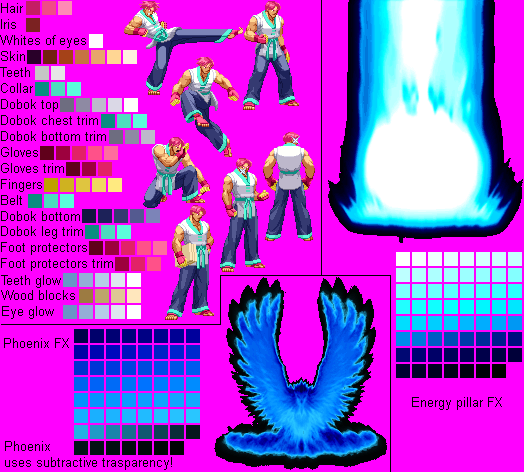 Hair
Iris
Whites of eyes
Skin
Teeth
Collar
Dobok top
Dobok chest trim
Dobok bottom trim
Gloves
Gloves trim
Fingers
Belt
Dobok bottom
Dobok leg trim
Foot protectors
Foot protectors trim
Teeth glow
Wood blocks
Eye glow
Phoenix FX
Phoenix
uses subtractive trasparency!
Energy pillar FX